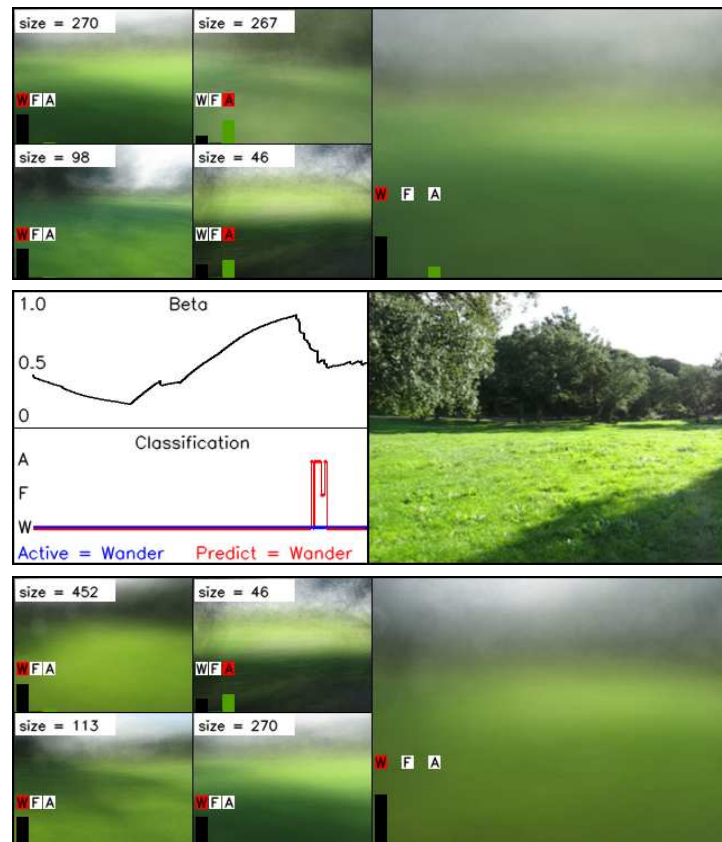 size = 270
size = 267
W F A
W F A
size = 98
size = 46
W F A
W F A
W F A
1.0
Beta
0.5
0
Classification
A
F
W
Active = Wander
Predict = Wander
size = 452
size = 46
W F A
W F A
size = 113
size = 270
W F A
W F A
W F A